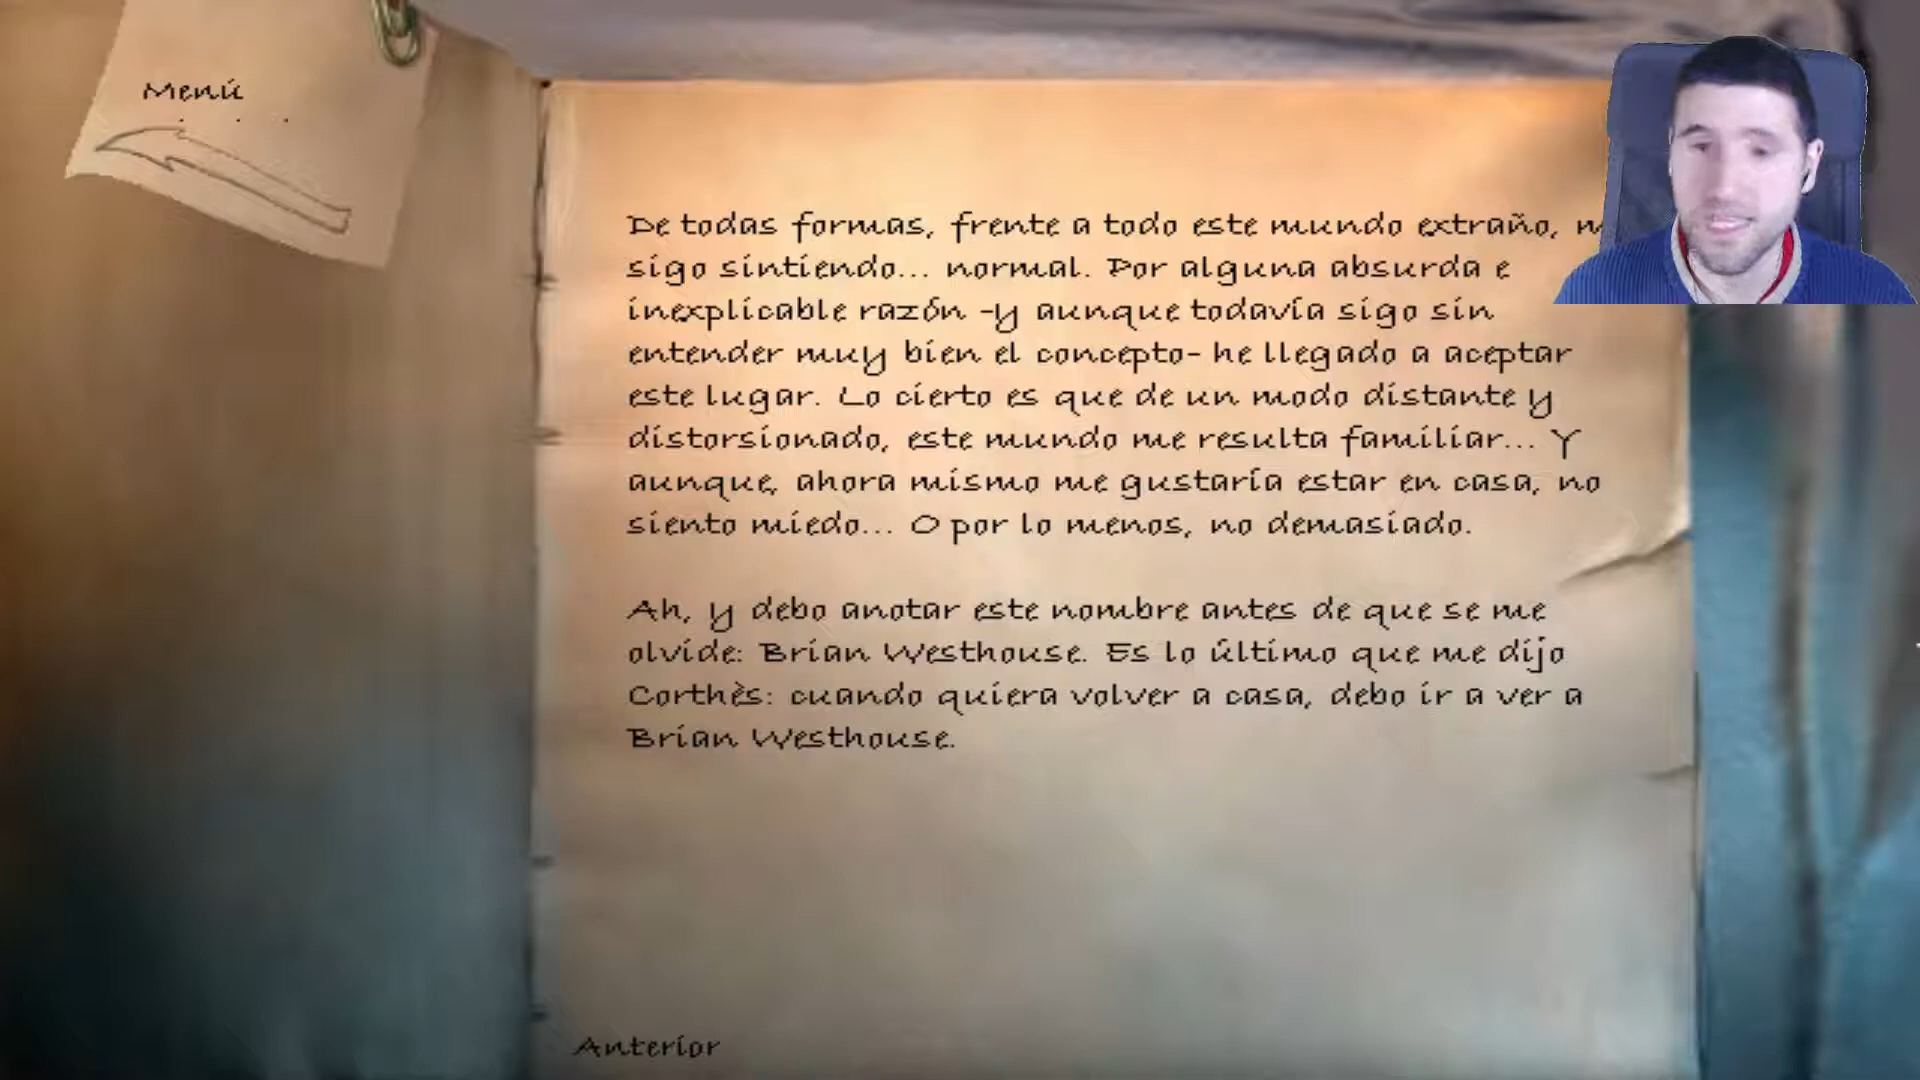 Menú
De todas formas, frente a todo este mundo extraño,
sigo sintiendo... normal. Por alguna absurda e
inexplicable razón -y aunque todavía sigo sin
entender muy bien el concepto- he llegado a aceptar
este lugar. Lo cierto es que de un modo distante y
distorsionado, este mundo me resulta familiar... Y
aunque, ahora mismo me gustaría estar en casa, no
siento miedo... O por lo menos, no demasiado.
Ah, y debo anotar este nombre antes de que se me
olvide: Brian Westhouse. Es lo último que me dijo
Corthès: cuando quiera volver a casa, debo ir a ver a
Brian Westhouse.
Anterior